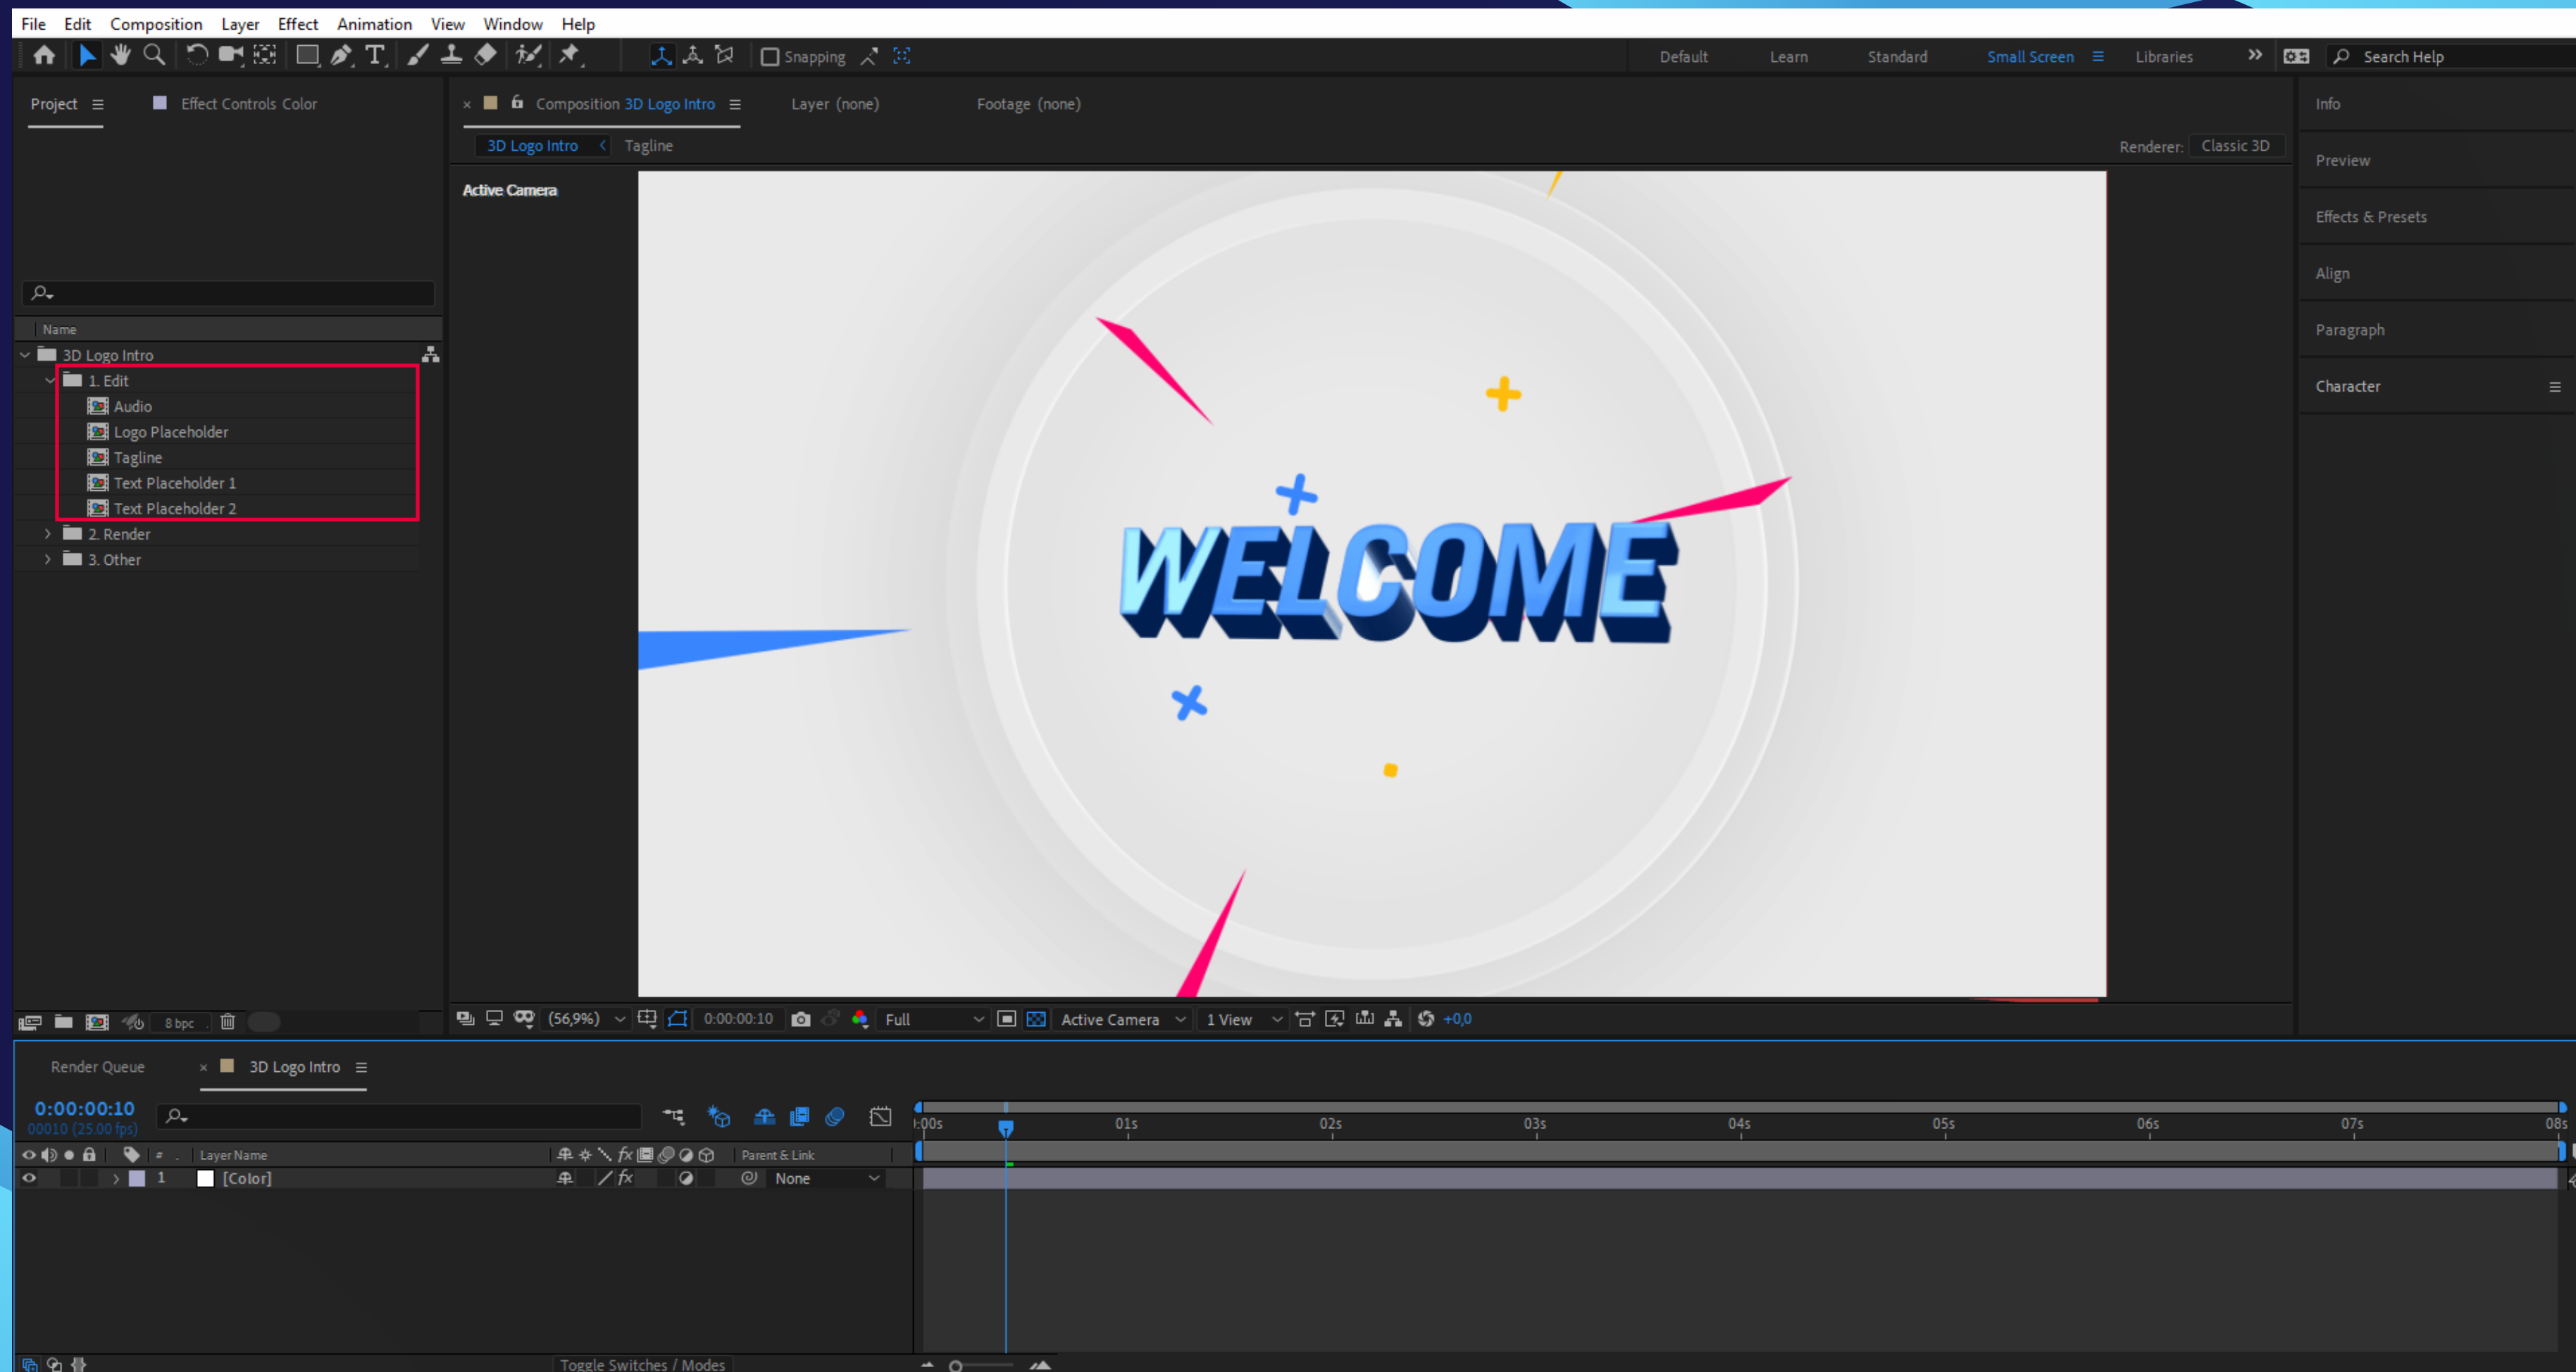 File Edit Composition Layer Effect Animation View Window Help
Snapping
Default Learn Standard Small Screen Libraries Search Help
Project Effect Controls Color
Composition 3D Logo Intro Layer (none) Footage (none)
3D Logo Intro Tagline
Renderer: Classic 3D
Active Camera
Info
Preview
Effects & Presets
Align
Paragraph
Character
Name
3D Logo Intro
1. Edit
Audio
Logo Placeholder
Tagline
Text Placeholder 1
Text Placeholder 2
2. Render
3. Other
WELCOME
8 bpc
(56,9%) 0:00:00:10 Full Active Camera 1 View +0,0
Render Queue 3D Logo Intro
0:00:00:10
00010 (25.00 fps)
:00s 01s 02s 03s 04s 05s 06s 07s 08s
# Layer Name Parent & Link
1 [Color] None
Toggle Switches / Modes